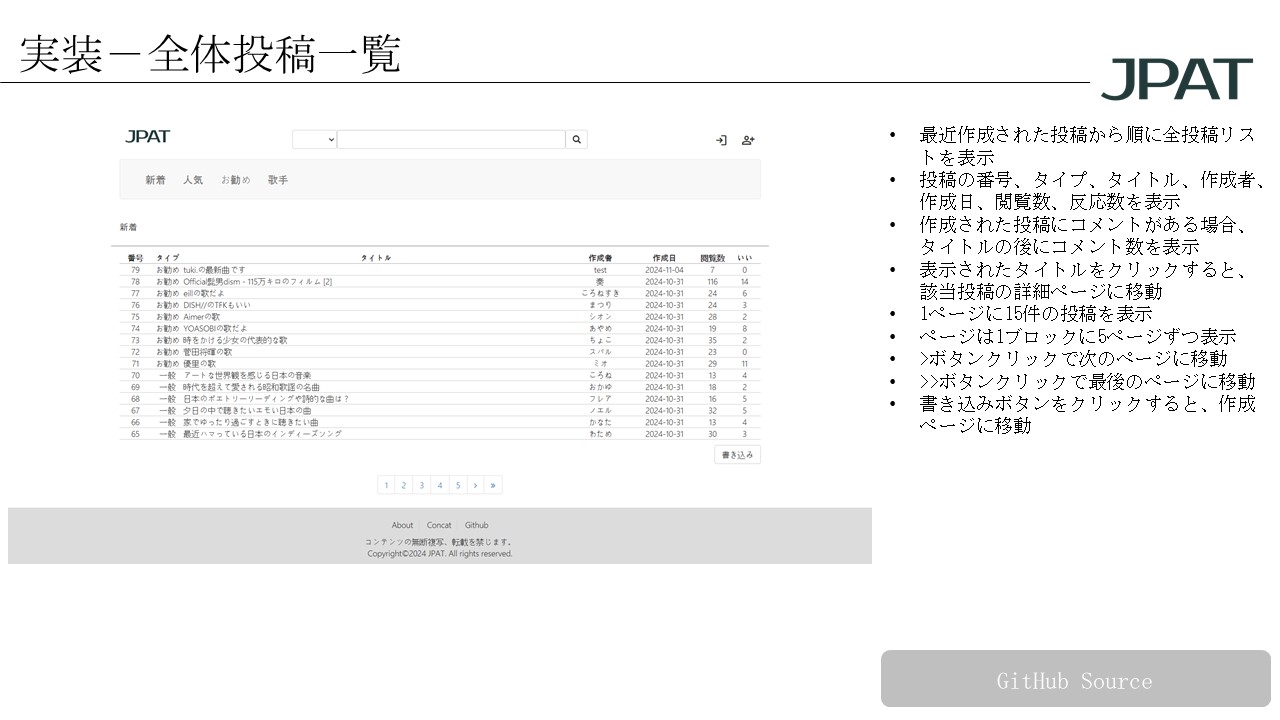 実装－全体投稿一覧
JPAT
JPAT
新着 人気 お勧め 歌手
新着
番号 タイプ タイトル 作成者 作成日 閲覧数 いい
79 お勧め tuki.の最新曲です test 2024-11-04 7 0
78 お勧め Official髭男dism - 115万キロのフィルム [2] 奏 2024-10-31 116 14
77 お勧め eillの歌だよ ころねすき 2024-10-31 24 6
76 お勧め DISH//のTFKもいい まつり 2024-10-31 24 3
75 お勧め Aimerの歌 シオン 2024-10-31 28 2
74 お勧め YOASOBIの歌だよ あやめ 2024-10-31 19 8
73 お勧め 時をかける少女の代表的な歌 ちょこ 2024-10-31 35 2
72 お勧め 菅田将暉の歌 スバル 2024-10-31 23 0
71 お勧め 優里の歌 ミオ 2024-10-31 29 11
70 一般 アートな世界観を感じる日本の音楽 ころね 2024-10-31 13 4
69 一般 時代を超えて愛される昭和歌謡の名曲 おかゆ 2024-10-31 18 2
68 一般 日本のポエトリーリーディングや詩的な曲は？ フレア 2024-10-31 16 5
67 一般 夕日の中で聴きたいエモい日本の曲 ノエル 2024-10-31 32 5
66 一般 家でゆったり過ごすときに聴きたい曲 かなた 2024-10-31 13 4
65 一般 最近ハマっている日本のインディーズソング わため 2024-10-31 30 3
書き込み
1 2 3 4 5 › »
About Concat Github
コンテンツの無断複写、転載を禁じます。
Copyright©2024 JPAT. All rights reserved.
• 最近作成された投稿から順に全投稿リス
トを表示
• 投稿の番号、タイプ、タイトル、作成者、
作成日、閲覧数、反応数を表示
• 作成された投稿にコメントがある場合、
タイトルの後にコメント数を表示
• 表示されたタイトルをクリックすると、
該当投稿の詳細ページに移動
• 1ページに15件の投稿を表示
• ページは1ブロックに5ページずつ表示
• >ボタンクリックで次のページに移動
• >>ボタンクリックで最後のページに移動
• 書き込みボタンをクリックすると、作成
ページに移動
GitHub Source